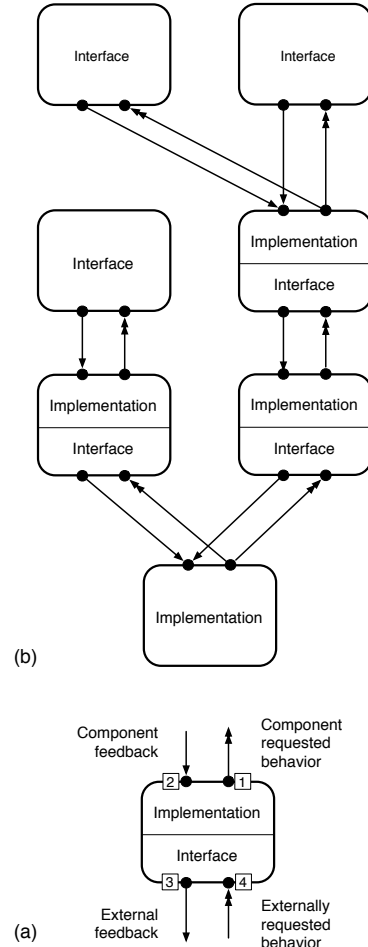 (b)
Interface
Interface
Implementation
Interface
Interface
Implementation
Interface
Implementation
Interface
Implementation
Component
feedback
Component
requested
behavior
2
1
Implementation
Interface
3
4
(a)
External
feedback
Externally
requested
behavior